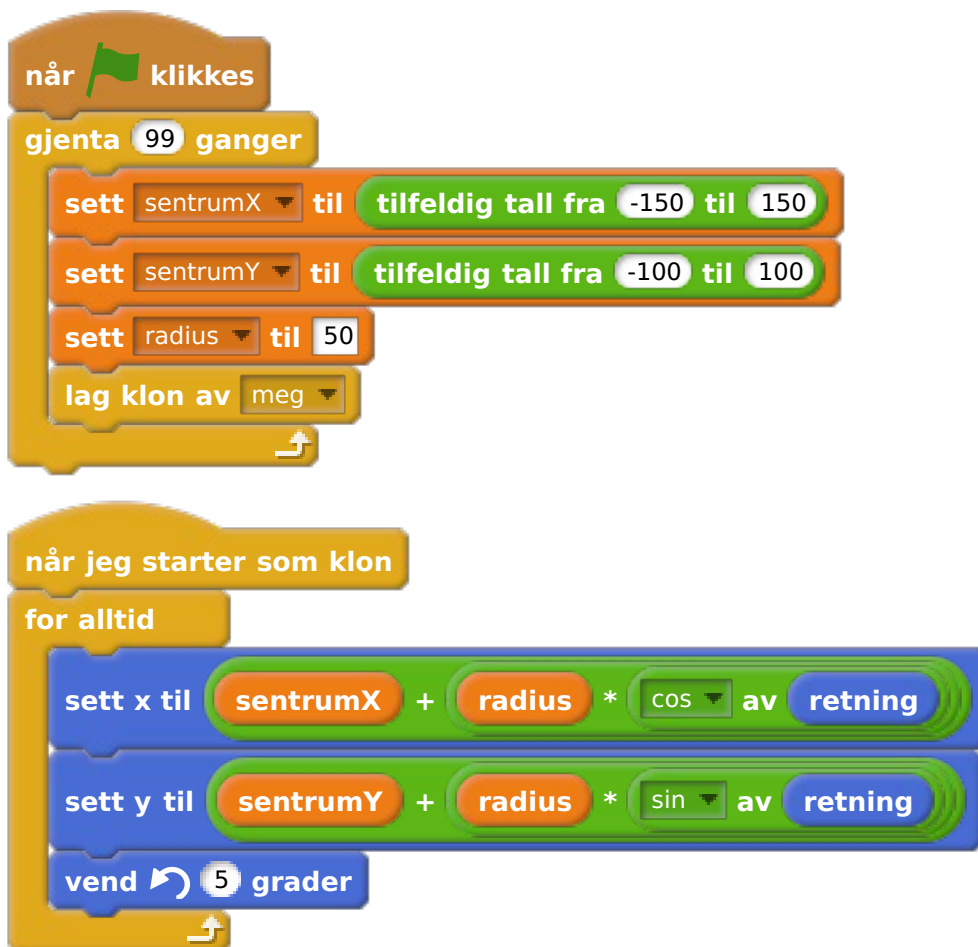 når klikkes
gjenta 99 ganger
sett sentrumX til tilfeldig tall fra -150 til 150
sett sentrumY til tilfeldig tall fra -100 til 100
sett radius til 50
lag klon av meg
når jeg starter som klon
for alltid
sett x til sentrumX + radius * cos av retning
sett y til sentrumY + radius * sin av retning
vend 5 grader